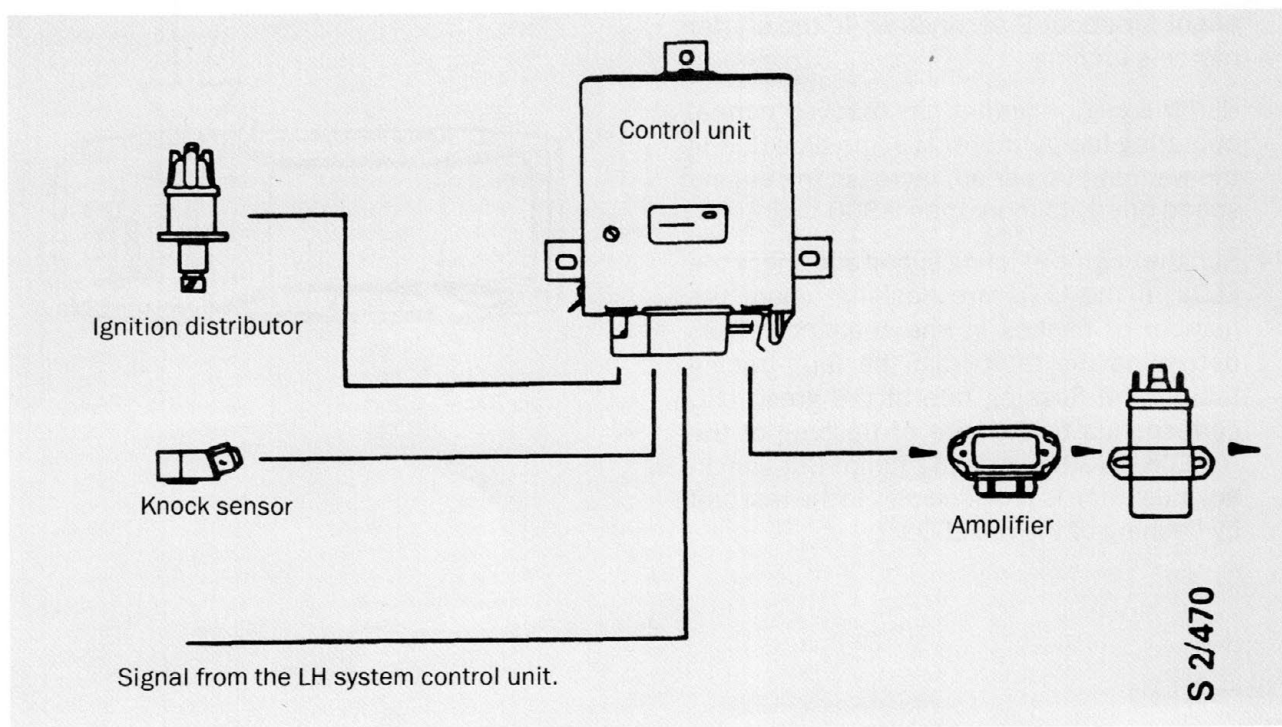 Control unit
Ignition distributor
Knock sensor
Amplifier
Signal from the LH system control unit.
S 2/470